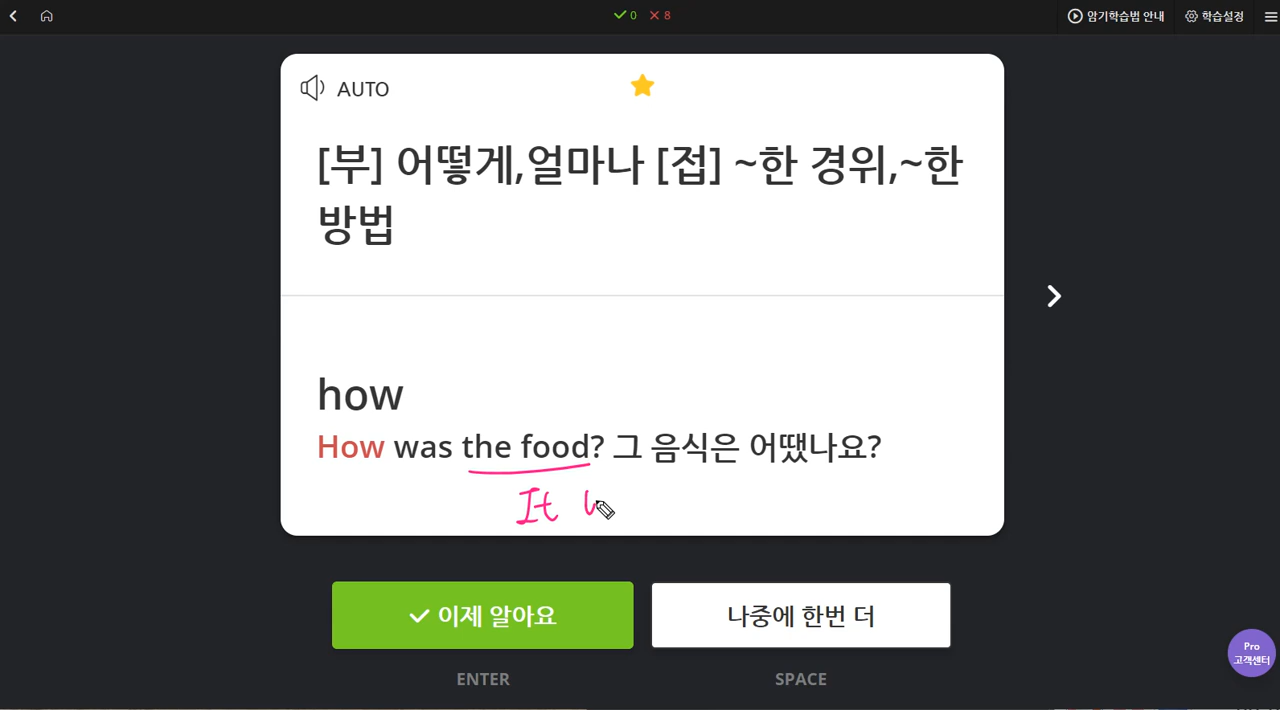 0 8 암기학습법 안내 학습설정
AUTO
[부] 어떻게,얼마나 [접] ~한 경위,~한
방법
how
How was the food? 그 음식은 어땠나요?
It
이제 알아요 나중에 한번 더
Pro
고객센터
ENTER SPACE